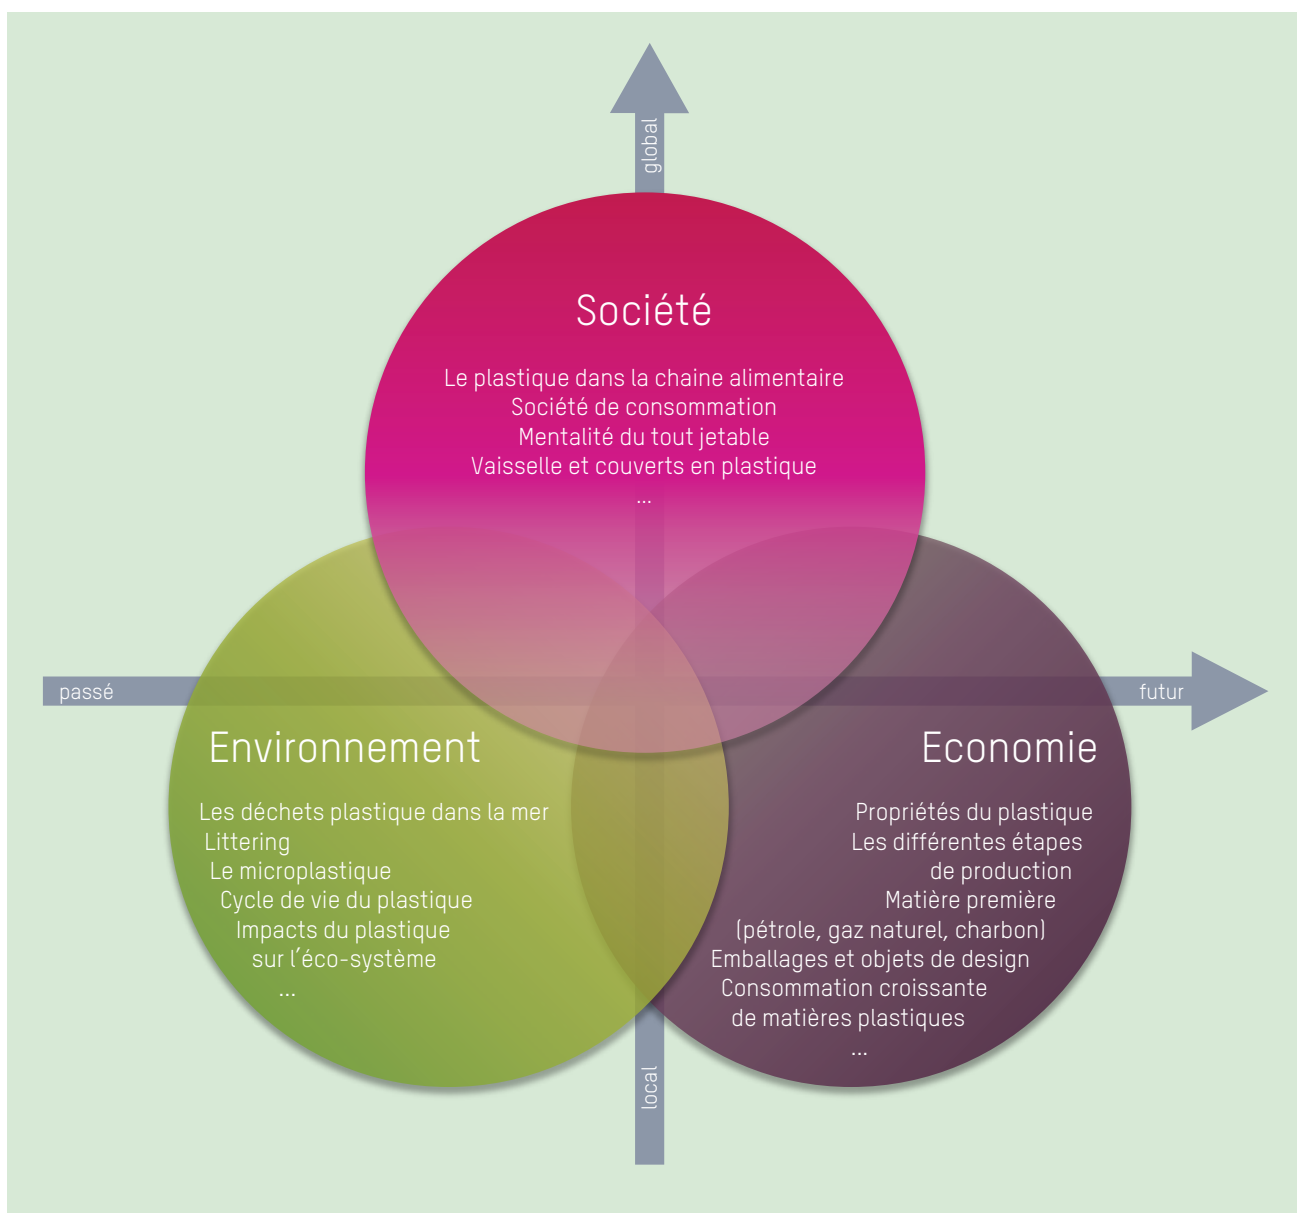 global
Société
Le plastique dans la chaine alimentaire
Société de consommation
Mentalité du tout jetable
Vaisselle et couverts en plastique
...
passé
futur
Environnement
Les déchets plastique dans la mer
Littering
Le microplastique
Cycle de vie du plastique
Impacts du plastique
sur l'éco-système
...
Economie
Propriétés du plastique
Les différentes étapes
de production
Matière première
(pétrole, gaz naturel, charbon)
Emballages et objets de design
Consommation croissante
de matières plastiques
...
local